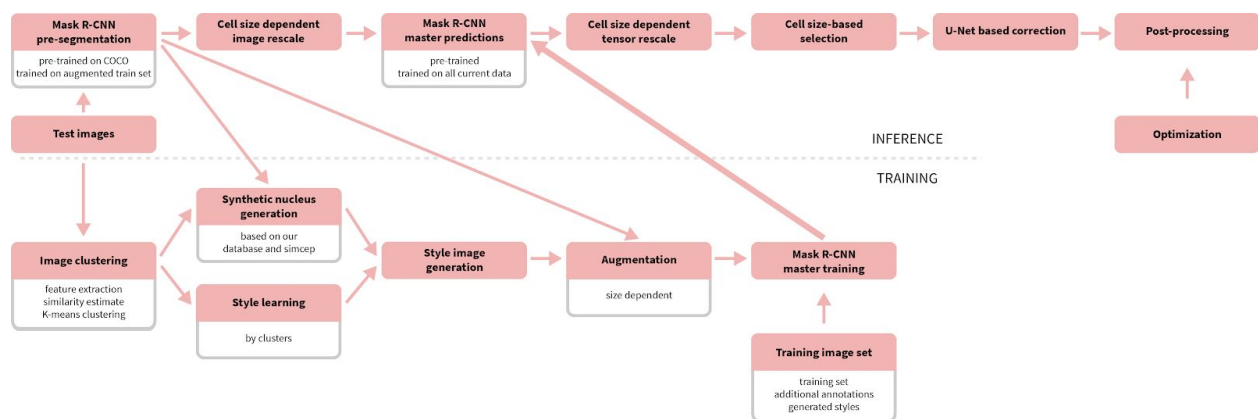 Mask R-CNN
pre-segmentation
pre-trained on COCO
trained on augmented train set
Cell size dependent
image rescale
Mask R-CNN
master predictions
pre-trained
trained on all current data
Cell size dependent
tensor rescale
Cell size-based
selection
U-Net based correction
Post-processing
Test images
Optimization
INFERENCE
TRAINING
Image clustering
feature extraction
similarity estimate
K-means clustering
Synthetic nucleus
generation
based on our
database and simcep
Style learning
by clusters
Style image
generation
Augmentation
size dependent
Mask R-CNN
master training
Training image set
training set
additional annotations
generated styles